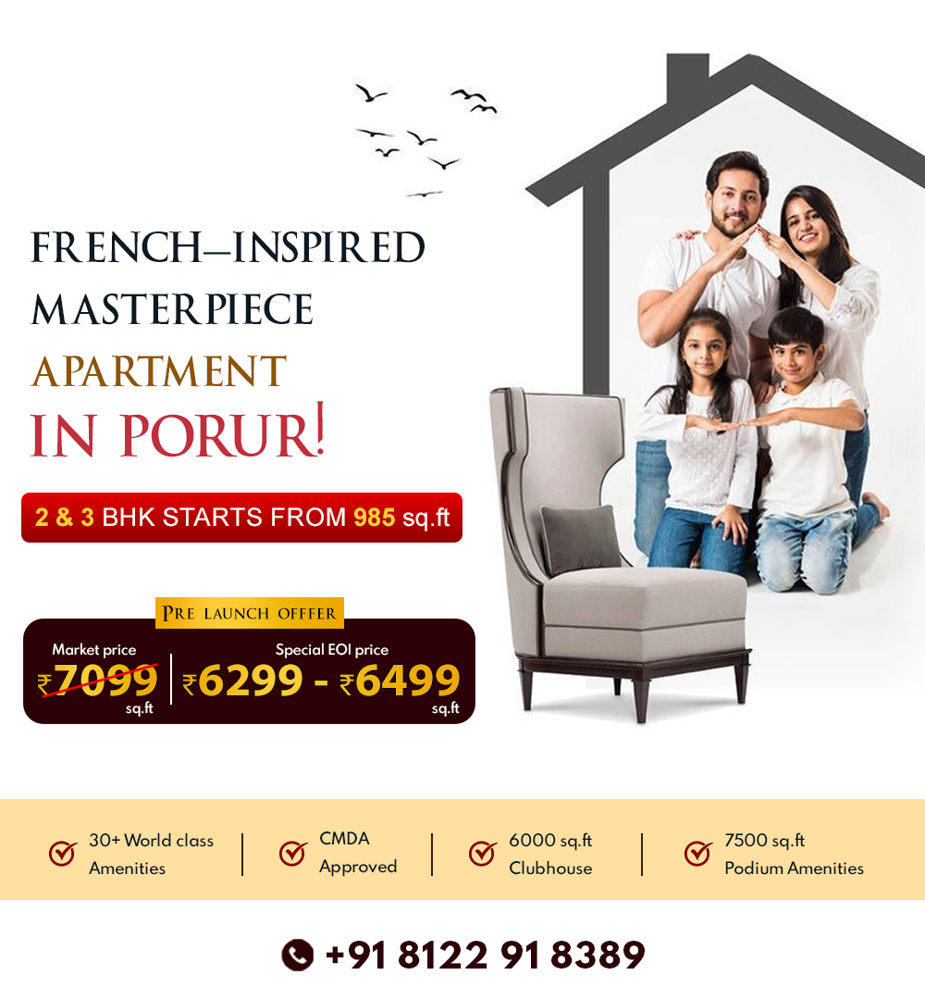 FRENCH–INSPIRED
MASTERPIECE
APARTMENT
IN PORUR!
2 & 3 BHK STARTS FROM 985 sq.ft
PRE LAUNCH OFFFER
Market price
₹7099
sq.ft
Special EOI price
₹6299 - ₹6499
sq.ft
30+ World class
Amenities
CMDA
Approved
6000 sq.ft
Clubhouse
7500 sq.ft
Podium Amenities
+91 8122 91 8389